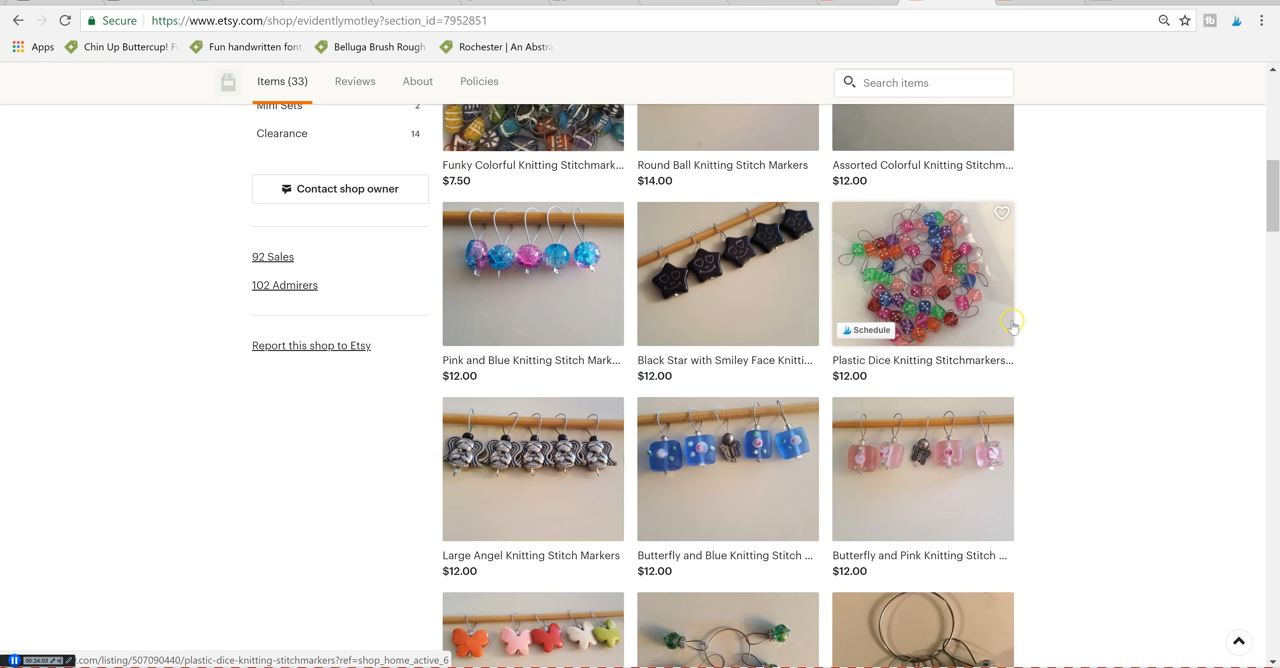 Secure https://www.etsy.com/shop/evidentlymotley?section_id=7952851
Apps Chin Up Buttercup! F Fun handwritten font Belluga Brush Rough Rochester | An Abstra
Items (33) Reviews About Policies Search items
Mini Sets 2
Clearance 14
Contact shop owner
92 Sales
102 Admirers
Report this shop to Etsy
Funky Colorful Knitting Stitchmark... Round Ball Knitting Stitch Markers Assorted Colorful Knitting Stitchm...
$7.50 $14.00 $12.00
Schedule
Pink and Blue Knitting Stitch Mark... Black Star with Smiley Face Knitti... Plastic Dice Knitting Stitchmarkers...
$12.00 $12.00 $12.00
Large Angel Knitting Stitch Markers Butterfly and Blue Knitting Stitch ... Butterfly and Pink Knitting Stitch ...
$12.00 $12.00 $12.00
00:24:03 .com/listing/507090440/plastic-dice-knitting-stitchmarkers?ref=shop_home_active_6